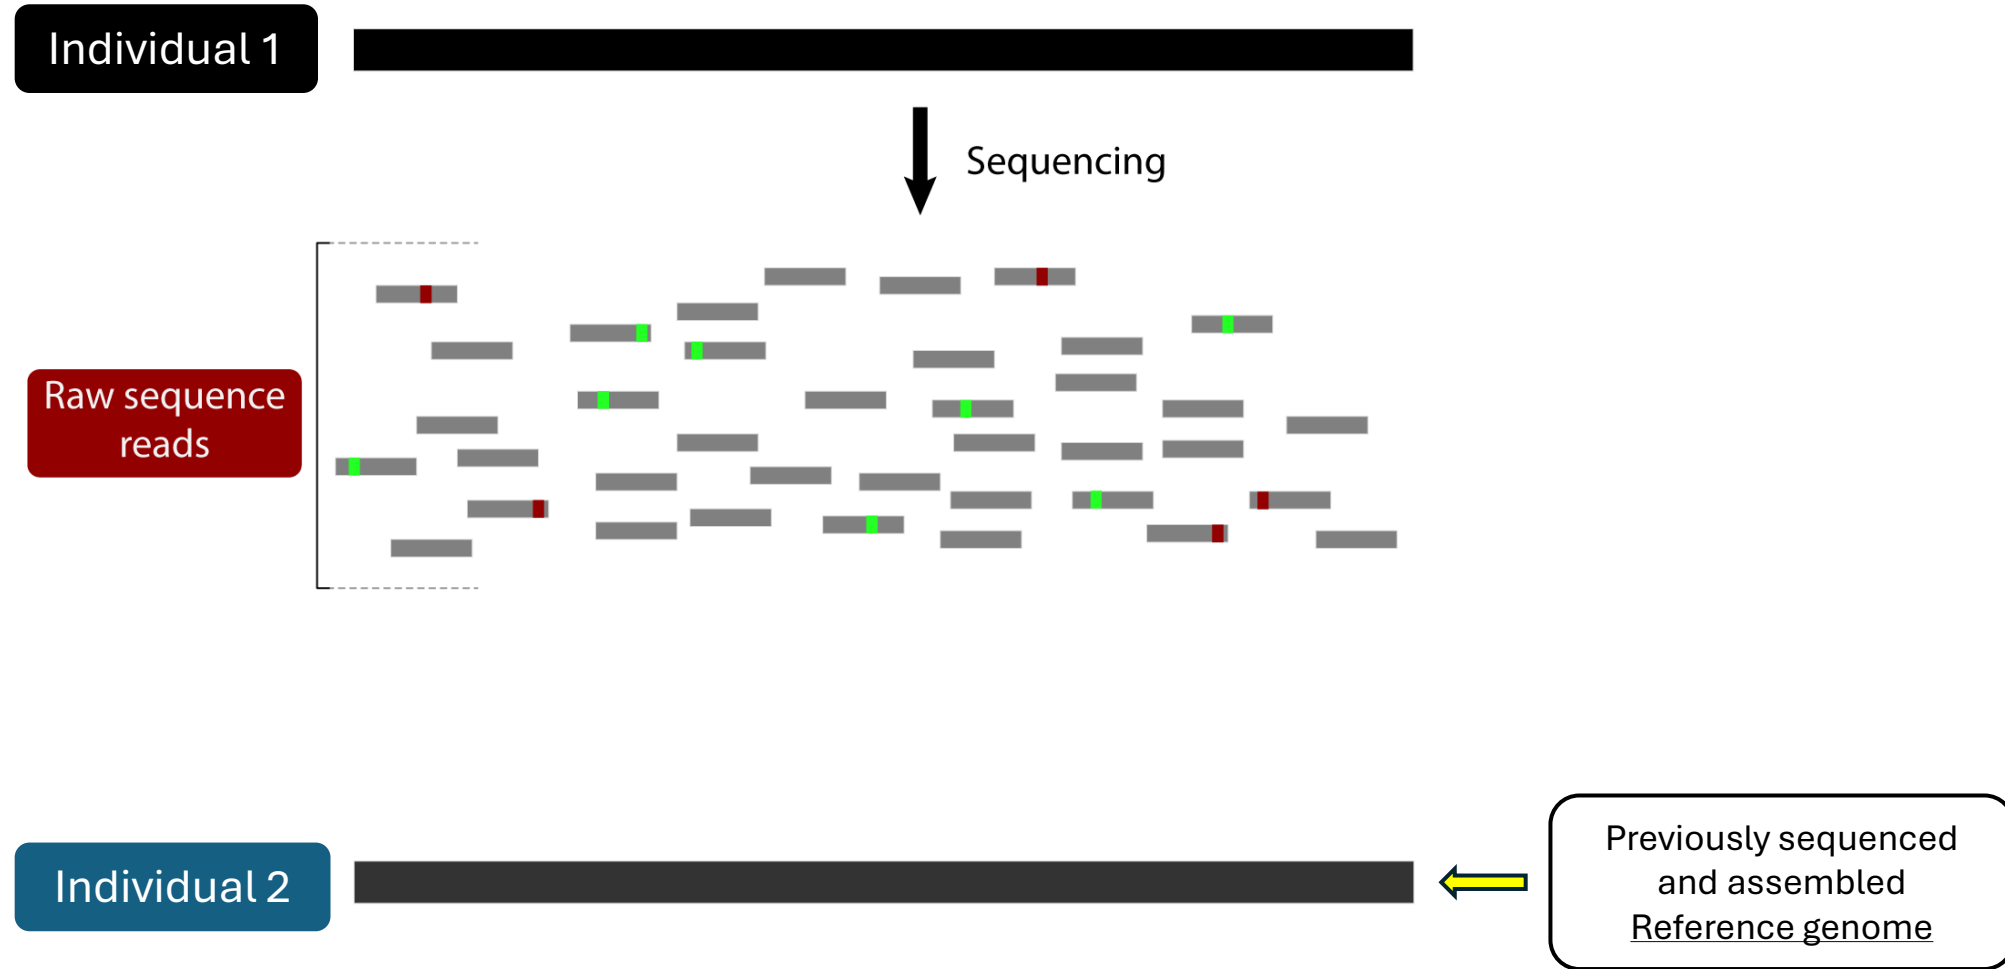 Individual 1
Sequencing
Raw sequence
reads
Individual 2
Previously sequenced
and assembled
Reference genome